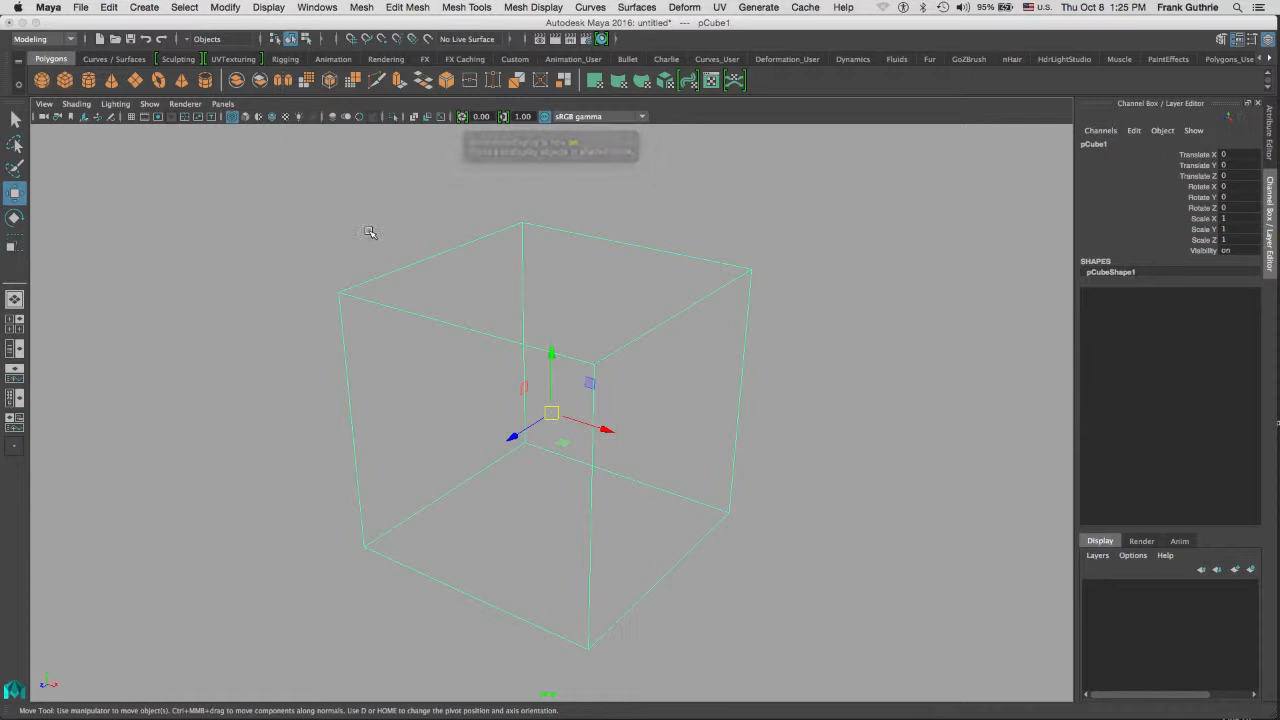 Maya File Edit Create Select Modify Display Windows Mesh Edit Mesh Mesh Tools Mesh Display Curves Surfaces Deform UV Generate Cache Help U.S. Thu Oct 8 1:25 PM Frank Guthrie
95%
Autodesk Maya 2016: untitled* --- pCube1
Modeling Objects No Live Surface
Polygons Curves / Surfaces Sculpting UVTexturing Rigging Animation Rendering FX FX Caching Custom Animation_User Bullet Charlie Curves_User Deformation_User Dynamics Fluids Fur GoZBrush nHair HdrLightStudio Muscle PaintEffects Polygons_Use
View Shading Lighting Show Renderer Panels
0.00 1.00 sRGB gamma
Channel Box / Layer Editor
Channels Edit Object Show
pCube1
Translate X 0
Translate Y 0
Translate Z 0
Rotate X 0
Rotate Y 0
Rotate Z 0
Scale X 1
Scale Y 1
Scale Z 1
Visibility on
SHAPES
pCubeShape1
Attribute Editor
Channel Box / Layer Editor
Display Render Anim
Layers Options Help
Move Tool: Use manipulator to move object(s). Ctrl+MMB+drag to move components along normals. Use D or HOME to change the pivot position and axis orientation.